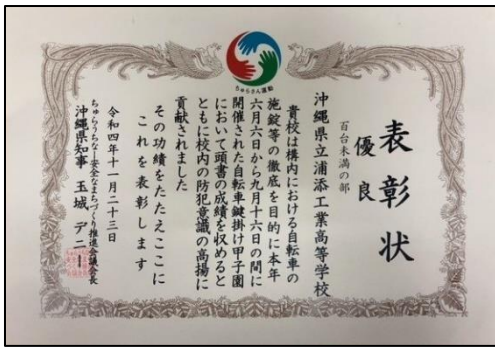 ちゅらさん運動
表彰状
優良
百台未満の部
沖縄県立浦添工業高等学校
貴校は構内における自転車の
施錠等の徹底を目的に本年
六月六日から九月十六日の間に
開催された自転車鍵掛け甲子園
において頭書の成績を収めると
ともに校内の防犯意識の高揚に
貢献されました
その功績をたたえここに
これを表彰します
令和四年十一月二十三日
ちゅらうちなー安全なまちづくり推進会議会長
沖縄県知事 玉城デニー